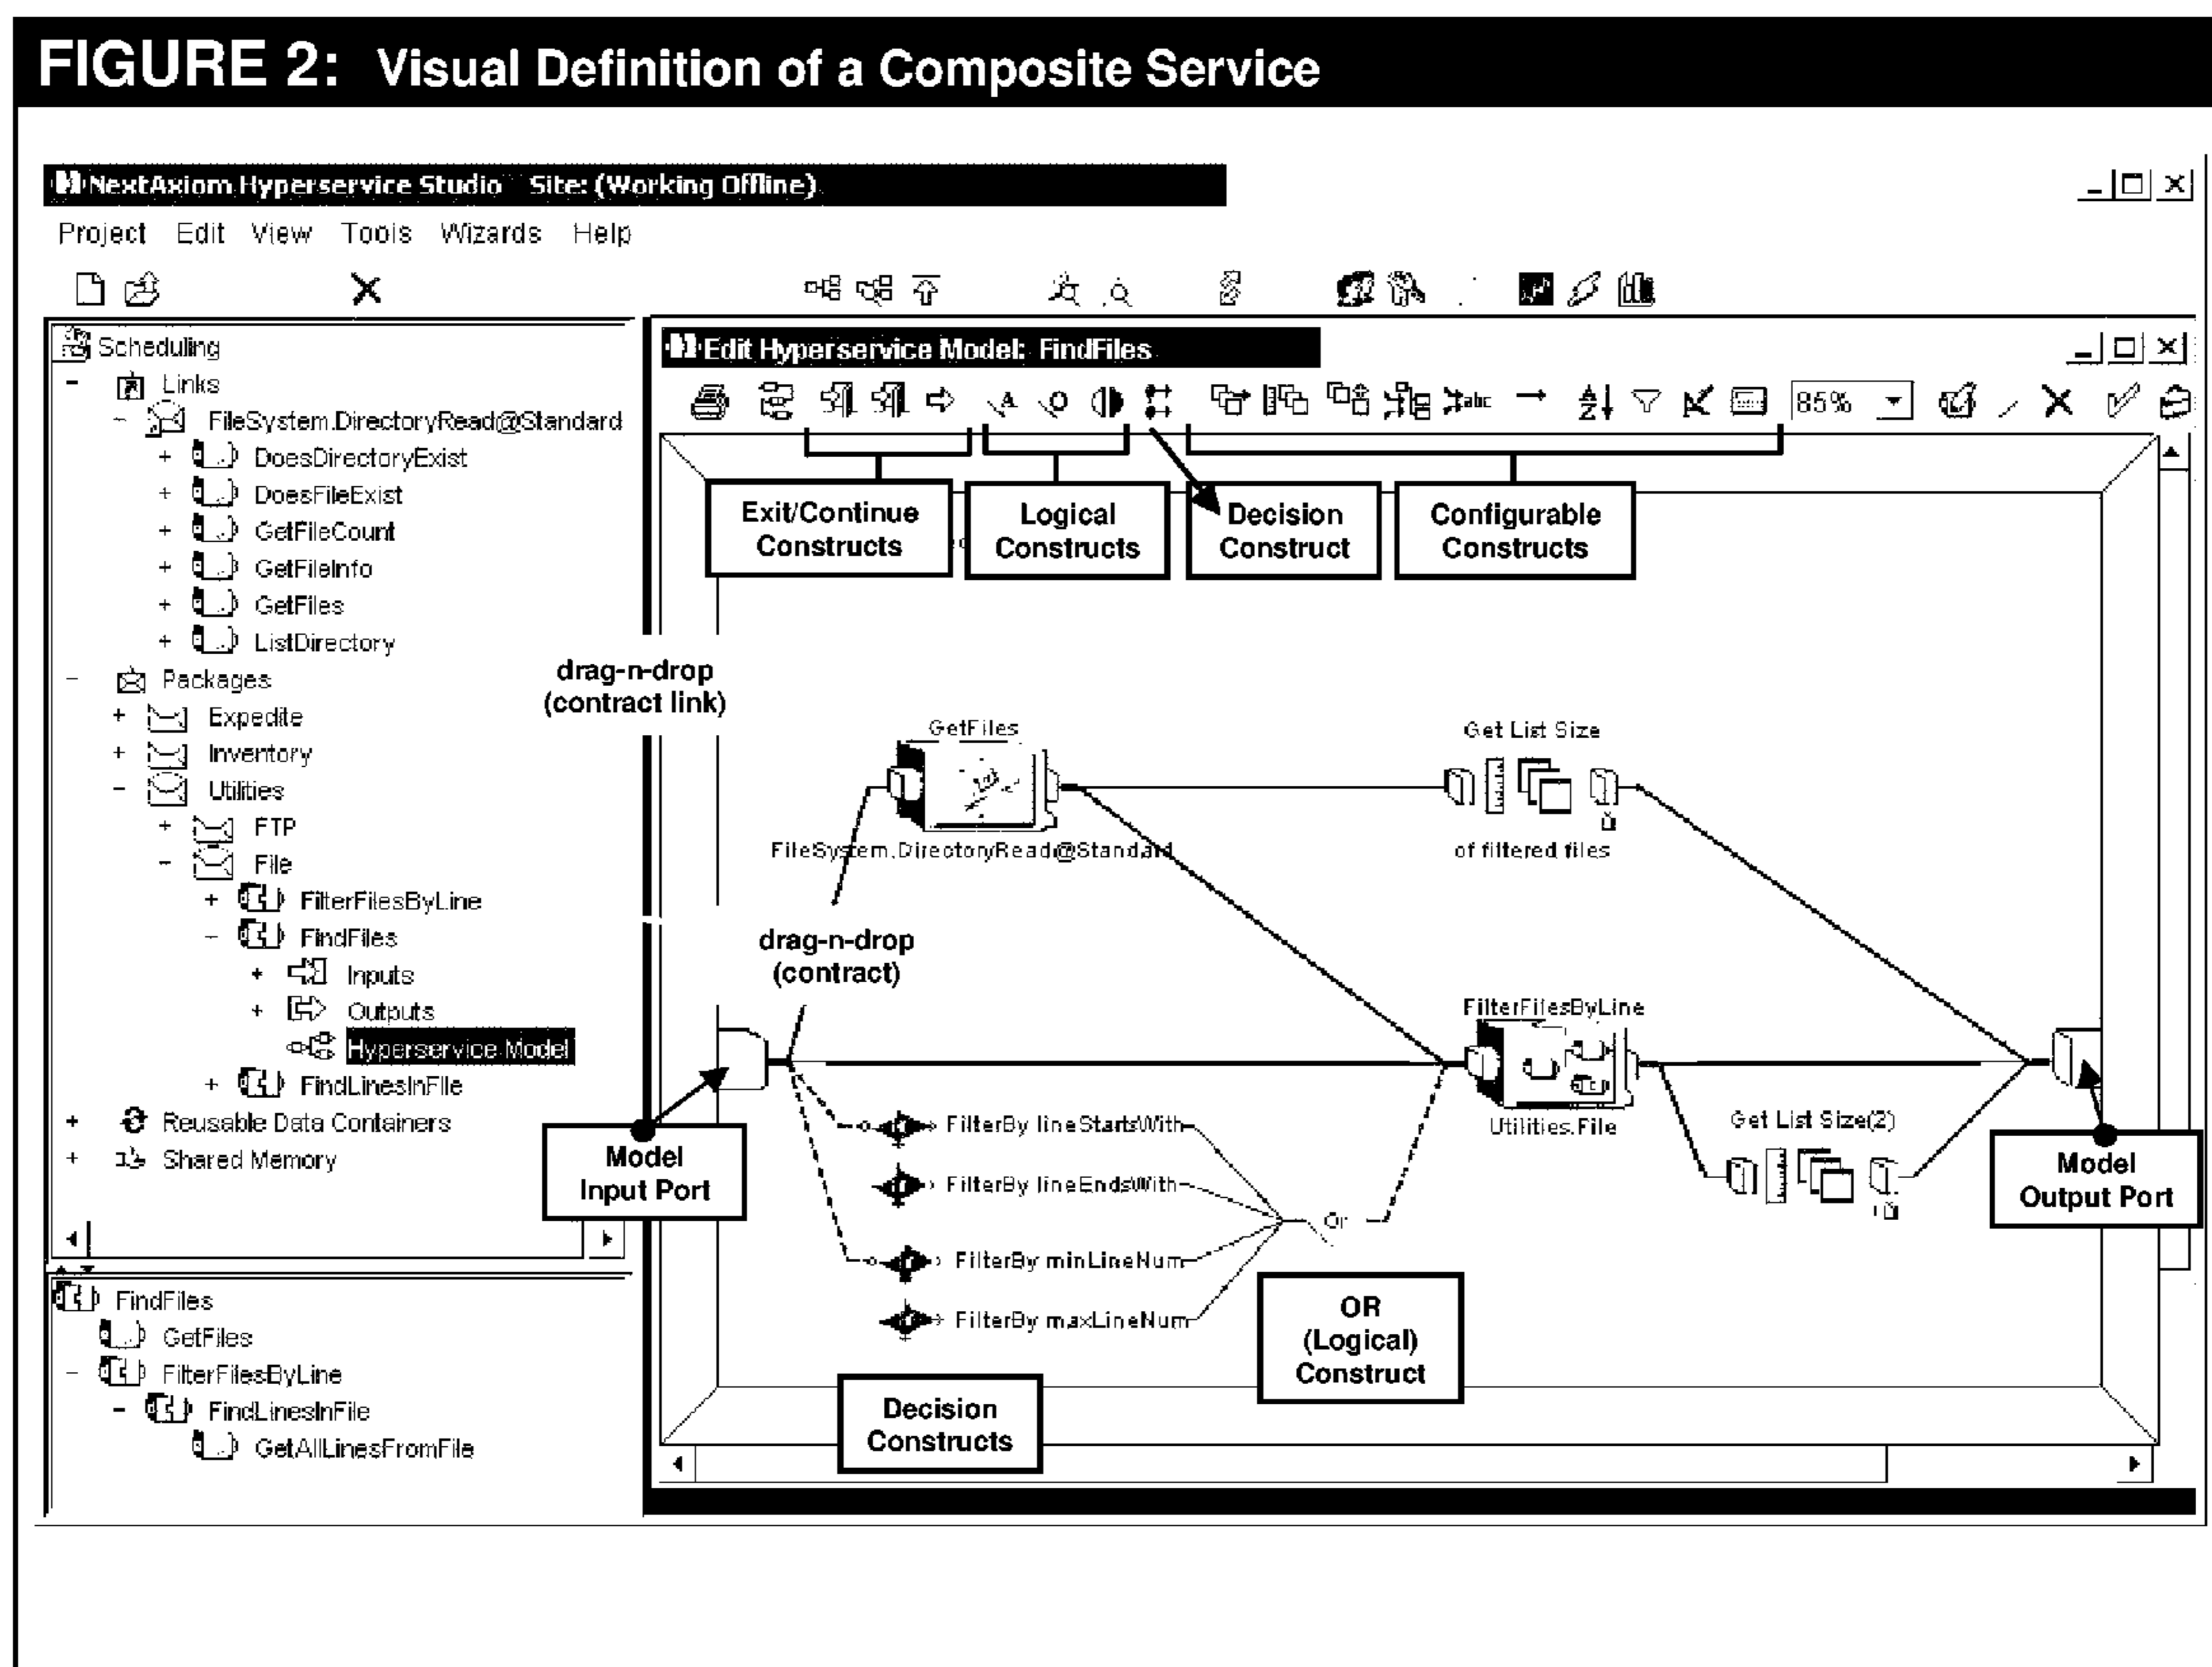 FIGURE 2: Visual Definition of a Composite Service
NextAxiom Hyperservice Studio Site: (Working Offline)
Project Edit View Tools Wizards Help
Scheduling
Links
FileSystem.DirectoryRead@Standard
DoesDirectoryExist
DoesFileExist
GetFileCount
GetFileInfo
GetFiles
ListDirectory
Packages
Expedite
Inventory
Utilities
FTP
File
FilterFilesByLine
FindFiles
Inputs
Outputs
Hyperservice Model
FindLinesInFile
Reusable Data Containers
Shared Memory
FindFiles
GetFiles
FilterFilesByLine
FindLinesInFile
GetAllLinesFromFile
Edit Hyperservice Model: FindFiles
85%
Exit/Continue
Constructs
Logical
Constructs
Decision
Construct
Configurable
Constructs
drag-n-drop
(contract link)
GetFiles
FileSystem.DirectoryRead@Standard
Get List Size
of filtered files
drag-n-drop
(contract)
FilterFilesByLine
Utilities.File
Get List Size(2)
Model
Input Port
Model
Output Port
FilterBy lineStartsWith
FilterBy lineEndsWith
FilterBy minLineNum
FilterBy maxLineNum
Or
OR
(Logical)
Construct
Decision
Constructs